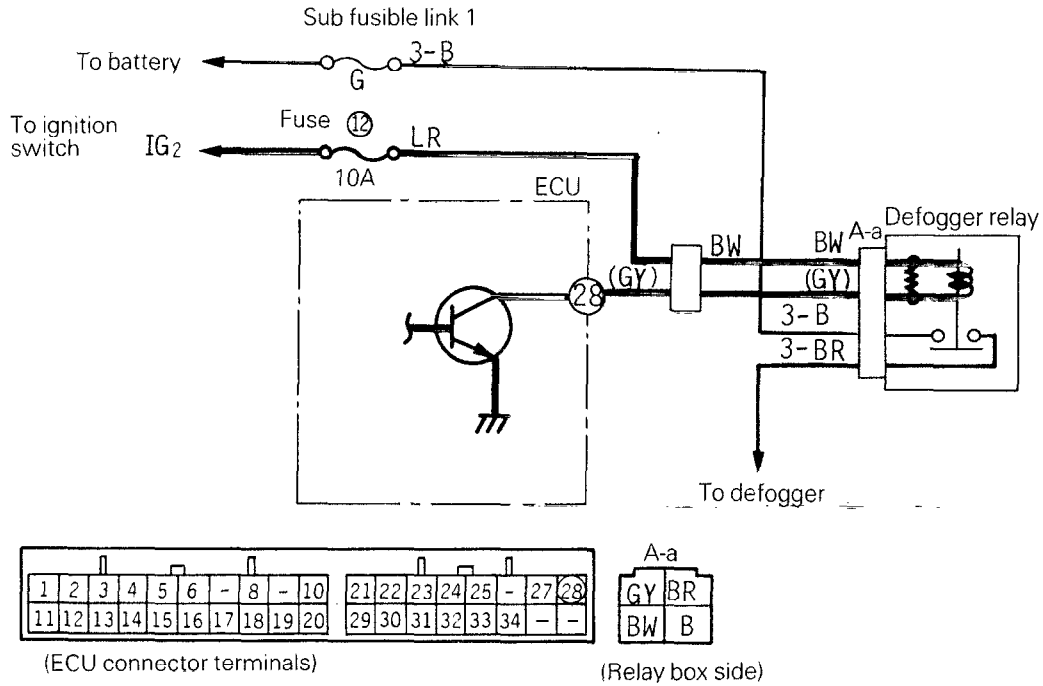 Sub fusible link 1
To battery
3-B
G
To ignition
switch
IG2
Fuse ⑫
LR
10A
ECU
Defogger relay
A-a
BW
BW
(GY)
(GY)
28
3-B
3-BR
To defogger
1 2 3 4 5 6 - 8 - 10
21 22 23 24 25 - 27 28
11 12 13 14 15 16 17 18 19 20
29 30 31 32 33 34 - -
(ECU connector terminals)
A-a
GY BR
BW B
(Relay box side)